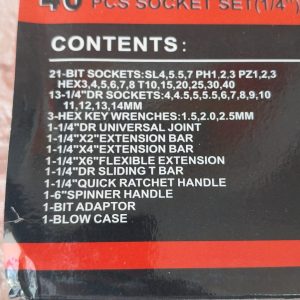 40 PCS SOCKET SET(1/4")
CONTENTS:
21-BIT SOCKETS:SL4,5.5,7 PH1.2.3 PZ1,2,3
HEX3,4,5,6,7,8 T10,15,20,25,30,40
13-1/4"DR SOCKETS:4,4.5,5,5.5,6,7,8,9,10
11,12,13,14MM
3-HEX KEY WRENCHES:1.5,2.0,2.5MM
1-1/4"DR UNIVERSAL JOINT
1-1/4"X2"EXTENSION BAR
1-1/4"X4"EXTENSION BAR
1-1/4"X6"FLEXIBLE EXTENSION
1-1/4"DR SLIDING T BAR
1-1/4"QUICK RATCHET HANDLE
1-6"SPINNER HANDLE
1-BIT ADAPTOR
1-BLOW CASE